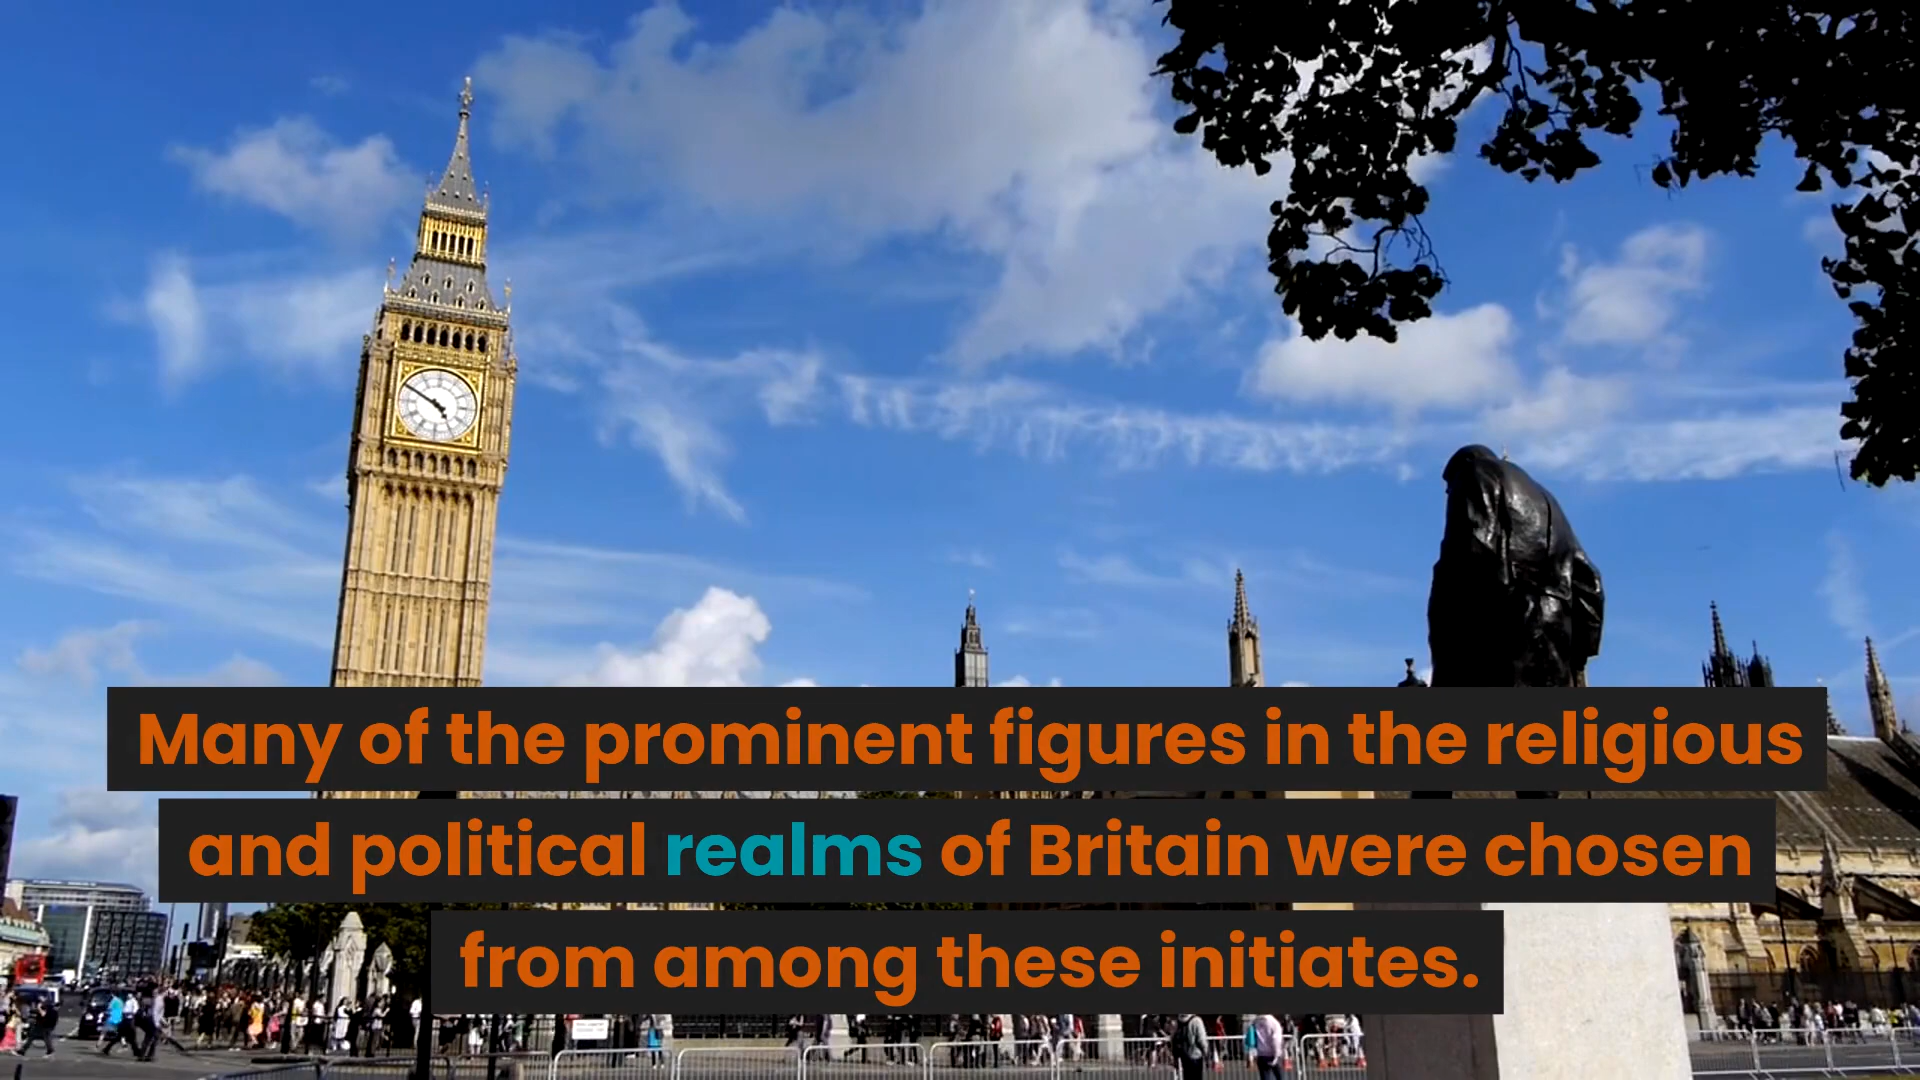 Many of the prominent figures in the religious
and political realms of Britain were chosen
from among these initiates.